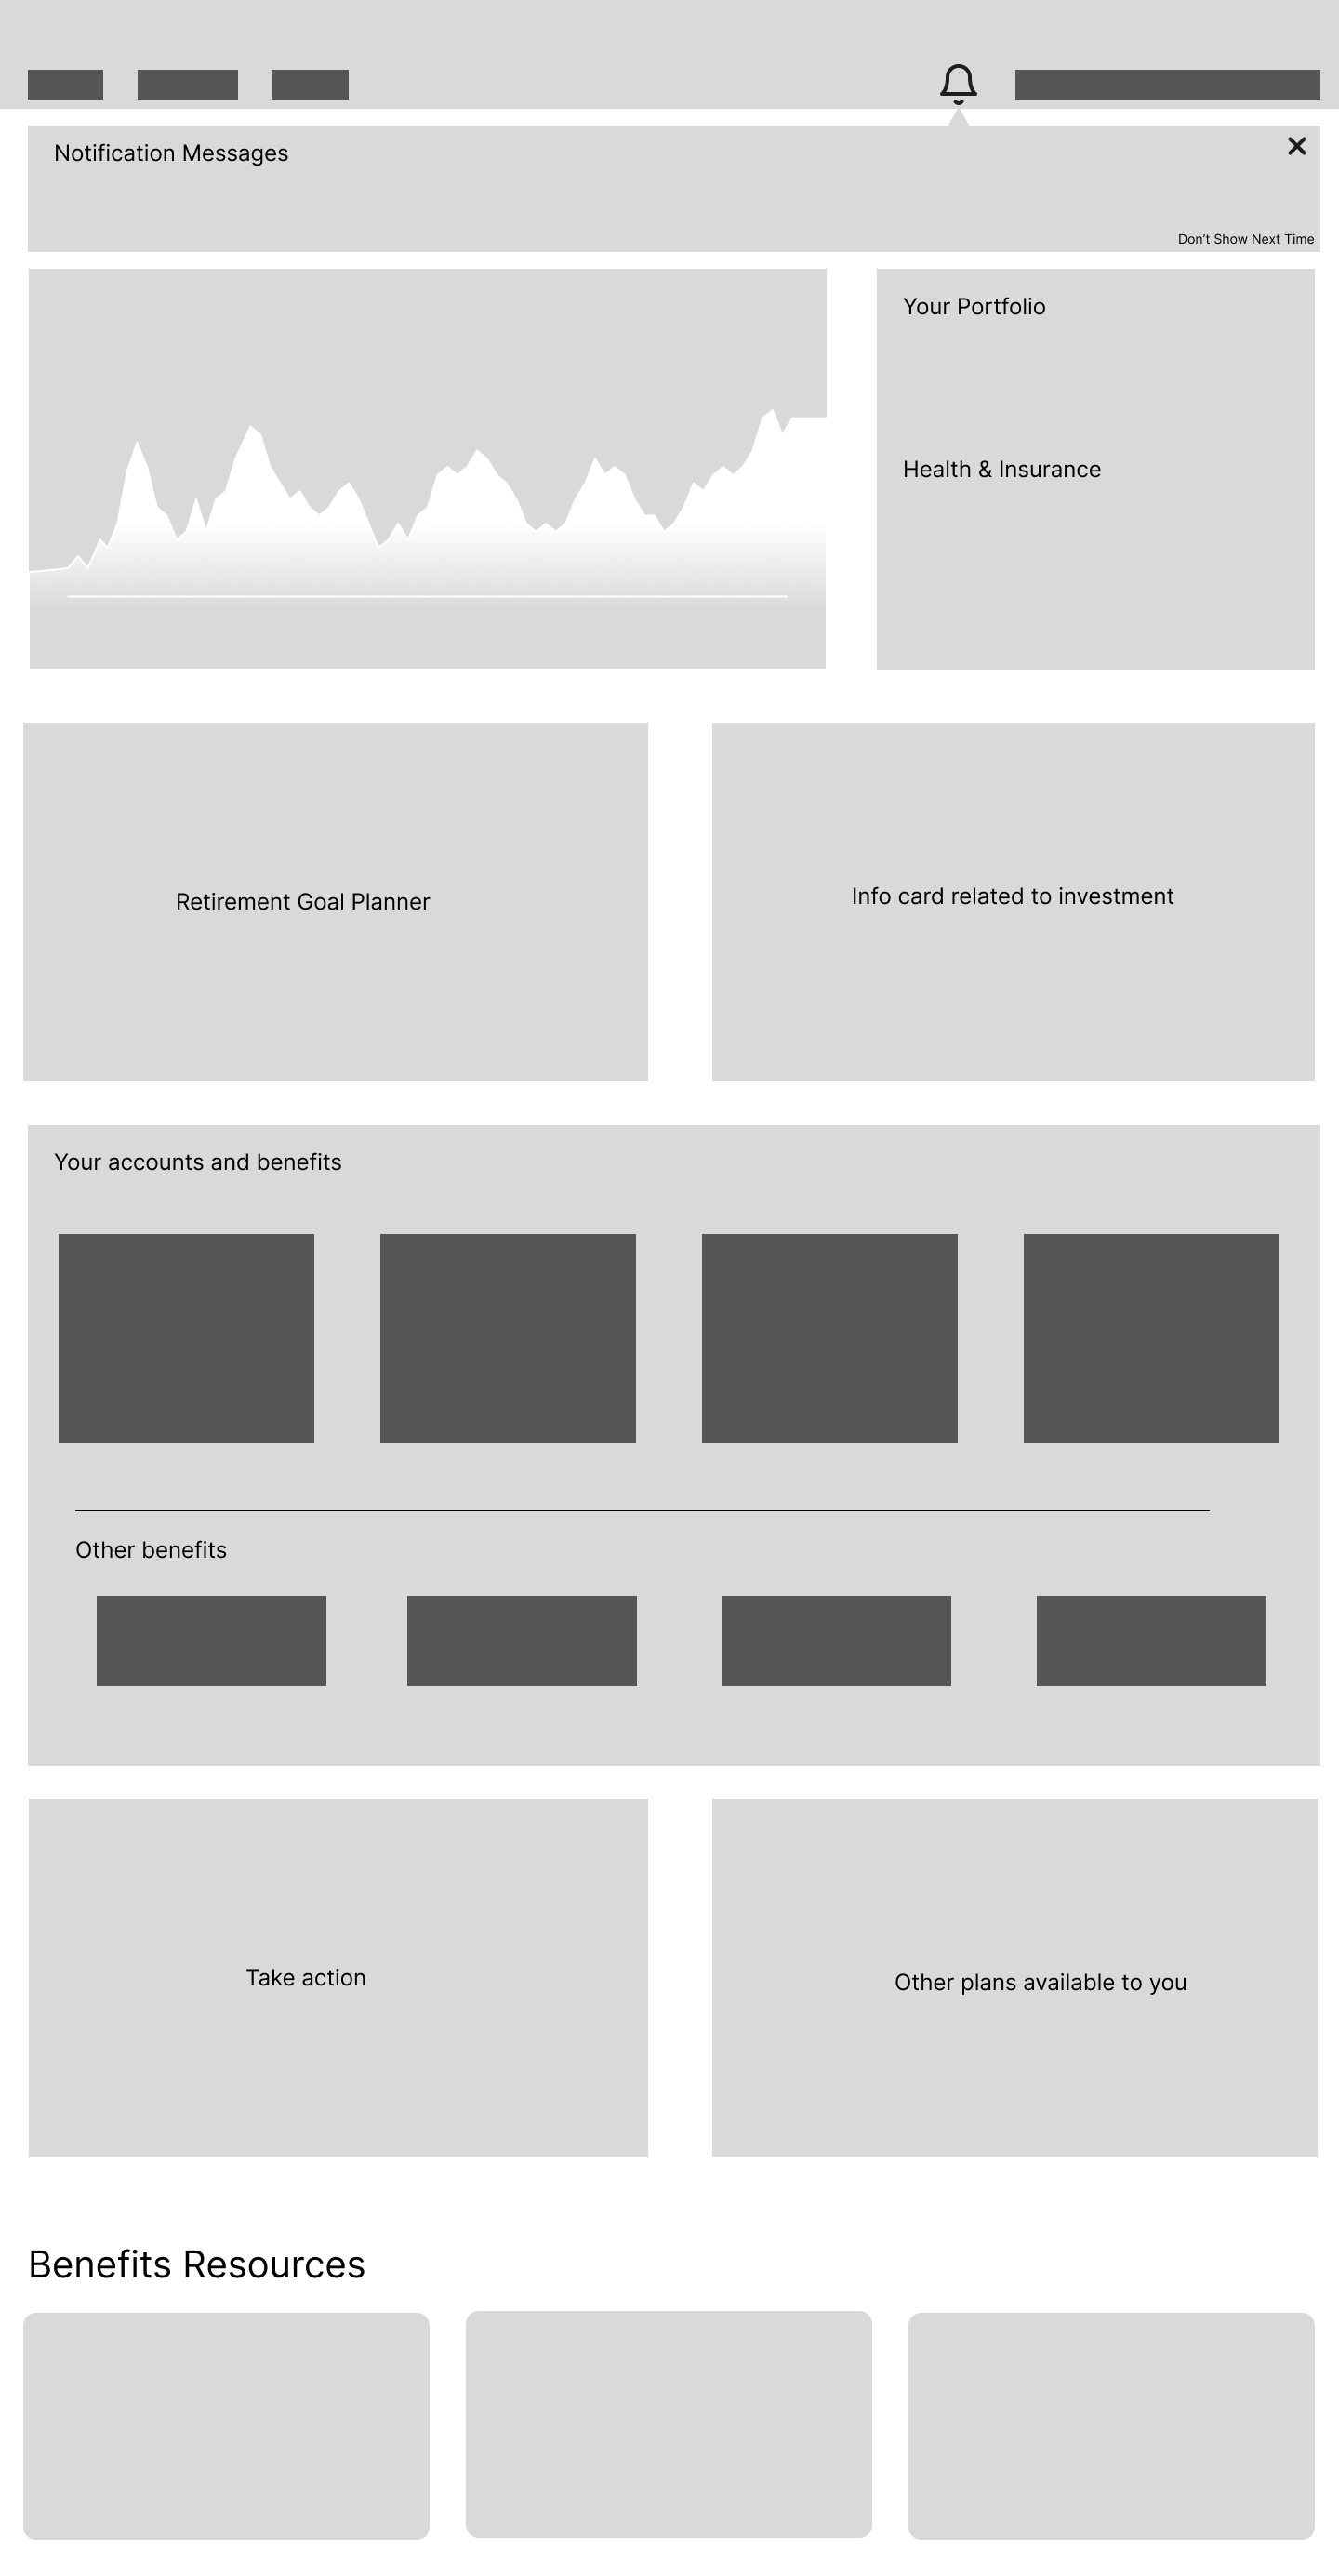 Notification Messages
Don't Show Next Time
Your Portfolio
Health & Insurance
Retirement Goal Planner
Info card related to investment
Your accounts and benefits
Other benefits
Take action
Other plans available to you
Benefits Resources